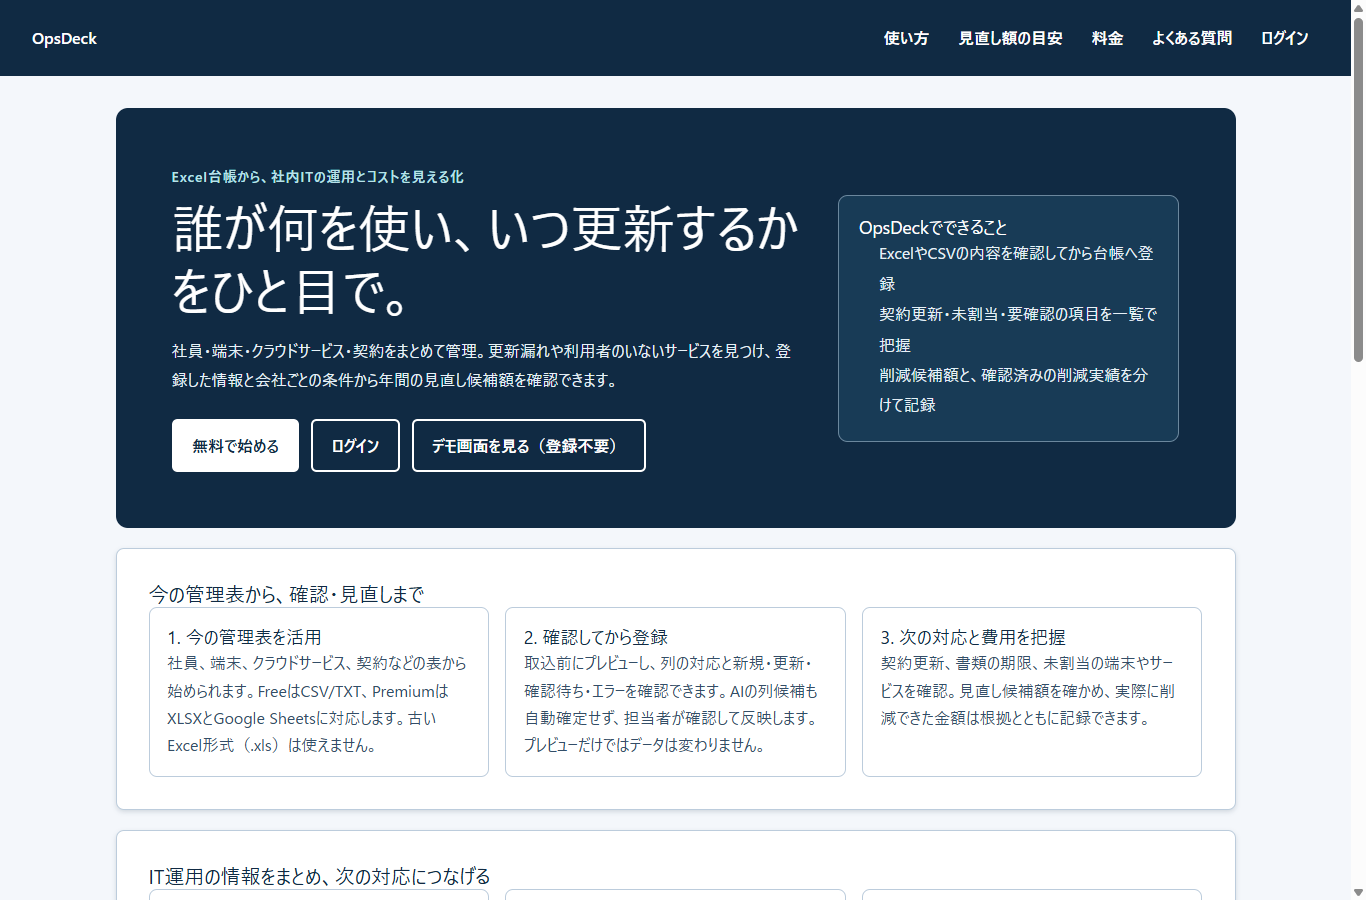 OpsDeck
使い方 見直し額の目安 料金 よくある質問 ログイン
Excel台帳から、社内ITの運用とコストを見える化
誰が何を使い、いつ更新するか
をひと目で。
社員・端末・クラウドサービス・契約をまとめて管理。更新漏れや利用者のいないサービスを見つけ、登
録した情報と会社ごとの条件から年間の見直し候補額を確認できます。
無料で始める ログイン デモ画面を見る（登録不要）
OpsDeckでできること
ExcelやCSVの内容を確認してから台帳へ登
録
契約更新・未割当・要確認の項目を一覧で
把握
削減候補額と、確認済みの削減実績を分
けて記録
今の管理表から、確認・見直しまで
1. 今の管理表を活用
社員、端末、クラウドサービス、契約などの表から
始められます。FreeはCSV/TXT、Premiumは
XLSXとGoogle Sheetsに対応します。古い
Excel形式（.xls）は使えません。
2. 確認してから登録
取込前にプレビューし、列の対応と新規・更新・
確認待ち・エラーを確認できます。AIの列候補も
自動確定せず、担当者が確認して反映します。
プレビューだけではデータは変わりません。
3. 次の対応と費用を把握
契約更新、書類の期限、未割当の端末やサー
ビスを確認。見直し候補額を確かめ、実際に削
減できた金額は根拠とともに記録できます。
IT運用の情報をまとめ、次の対応につなげる